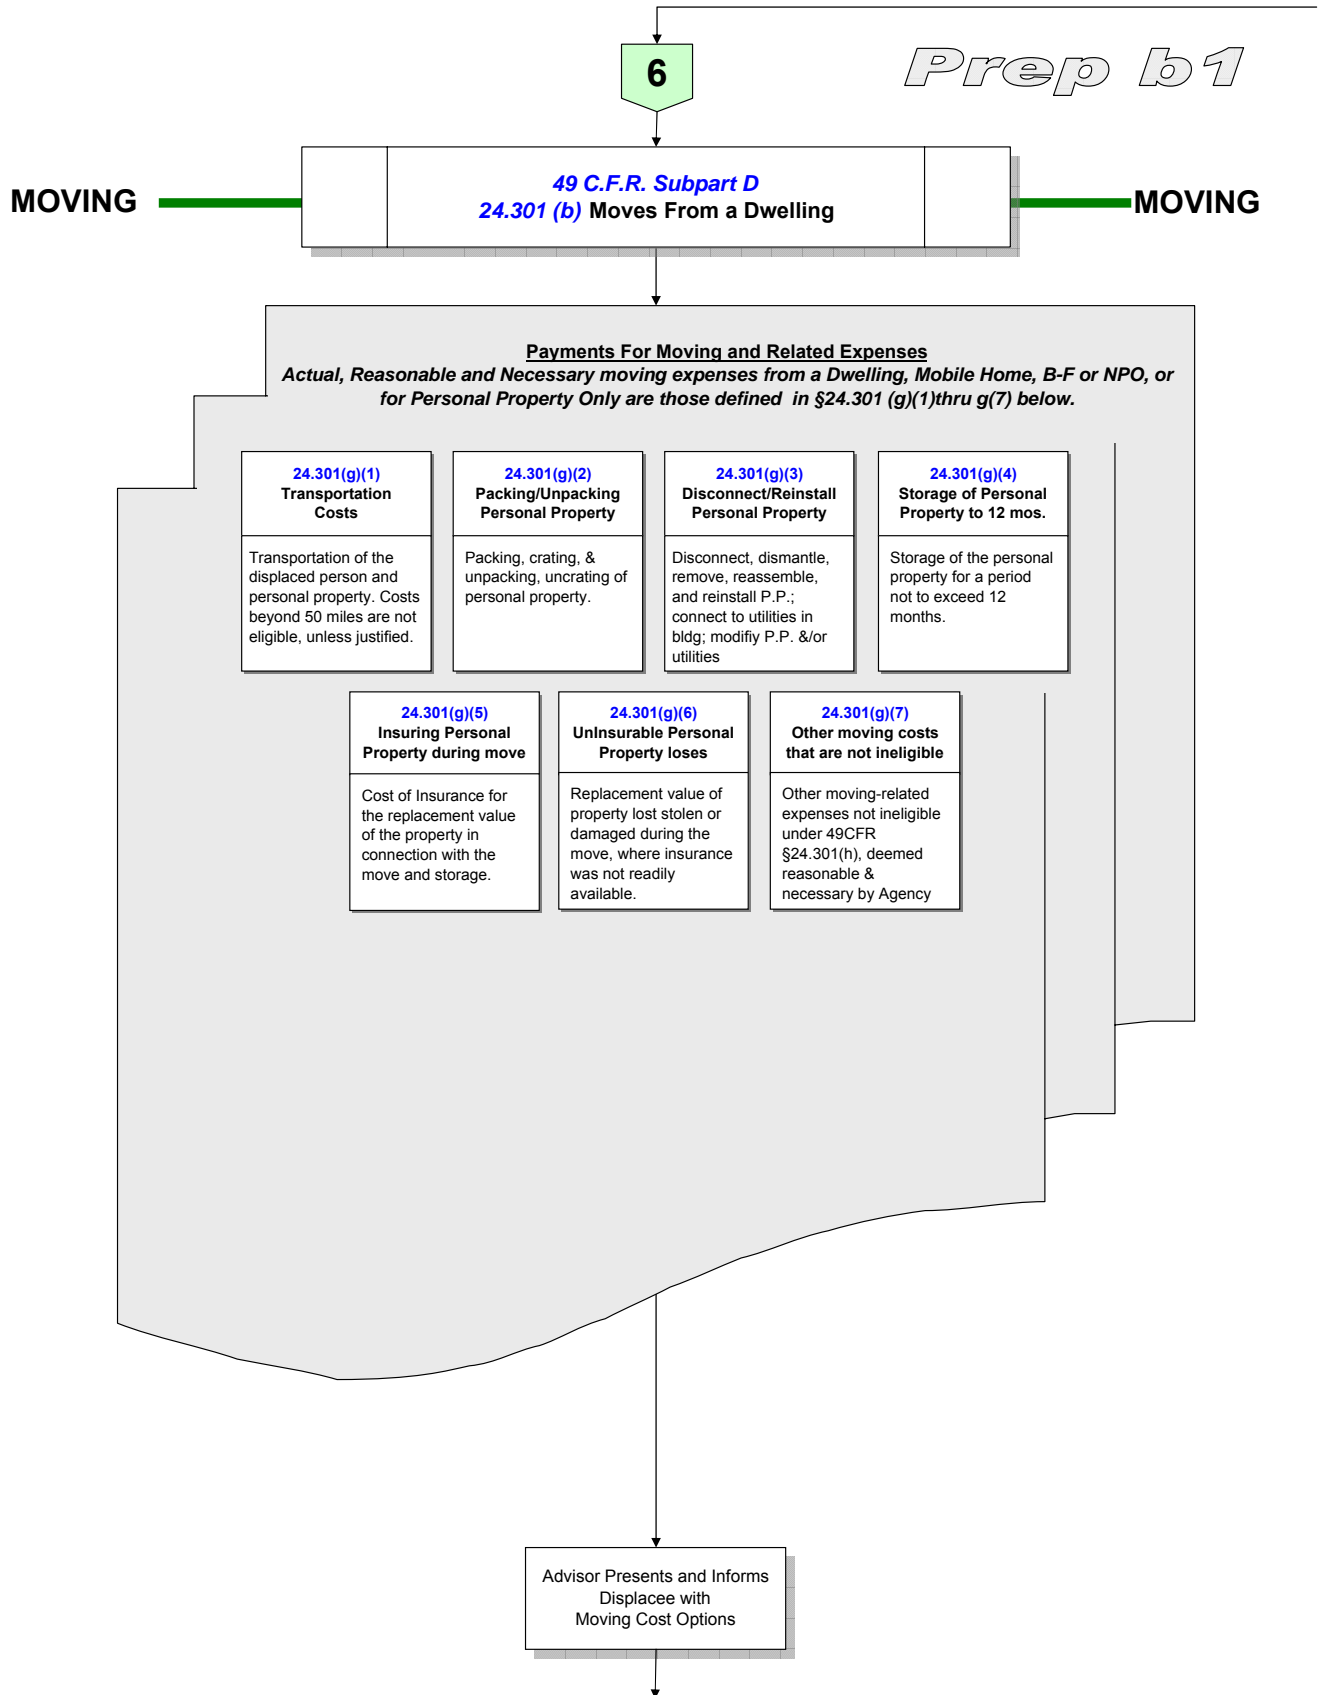 Prep b1
6
MOVING
49 C.F.R. Subpart D
24.301 (b) Moves From a Dwelling
MOVING
Payments For Moving and Related Expenses
Actual, Reasonable and Necessary moving expenses from a Dwelling, Mobile Home, B-F or NPO, or
for Personal Property Only are those defined in §24.301 (g)(1)thru g(7) below.
24.301(g)(1)
Transportation
Costs
Transportation of the
displaced person and
personal property. Costs
beyond 50 miles are not
eligible, unless justified.
24.301(g)(2)
Packing/Unpacking
Personal Property
Packing, crating, &
unpacking, uncrating of
personal property.
24.301(g)(3)
Disconnect/Reinstall
Personal Property
Disconnect, dismantle,
remove, reassemble,
and reinstall P.P.;
connect to utilities in
bldg; modifiy P.P. &/or
utilities
24.301(g)(4)
Storage of Personal
Property to 12 mos.
Storage of the personal
property for a period
not to exceed 12
months.
24.301(g)(5)
Insuring Personal
Property during move
Cost of Insurance for
the replacement value
of the property in
connection with the
move and storage.
24.301(g)(6)
UnInsurable Personal
Property loses
Replacement value of
property lost stolen or
damaged during the
move, where insurance
was not readily
available.
24.301(g)(7)
Other moving costs
that are not ineligible
Other moving-related
expenses not ineligible
under 49CFR
§24.301(h), deemed
reasonable &
necessary by Agency
Advisor Presents and Informs
Displacee with
Moving Cost Options